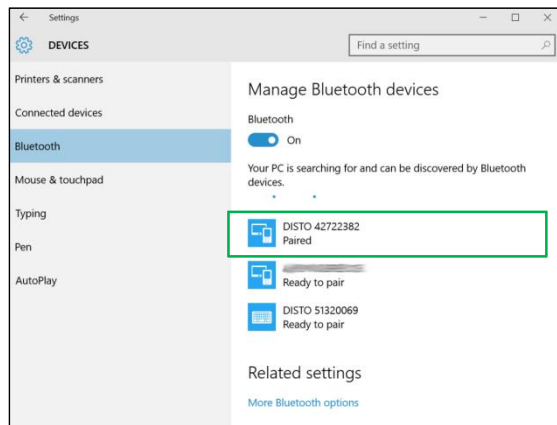 Settings
DEVICES
Find a setting
Printers & scanners
Connected devices
Bluetooth
Mouse & touchpad
Typing
Pen
AutoPlay
Manage Bluetooth devices
Bluetooth
On
Your PC is searching for and can be discovered by Bluetooth
devices.
DISTO 42722382
Paired
Ready to pair
DISTO 51320069
Ready to pair
Related settings
More Bluetooth options